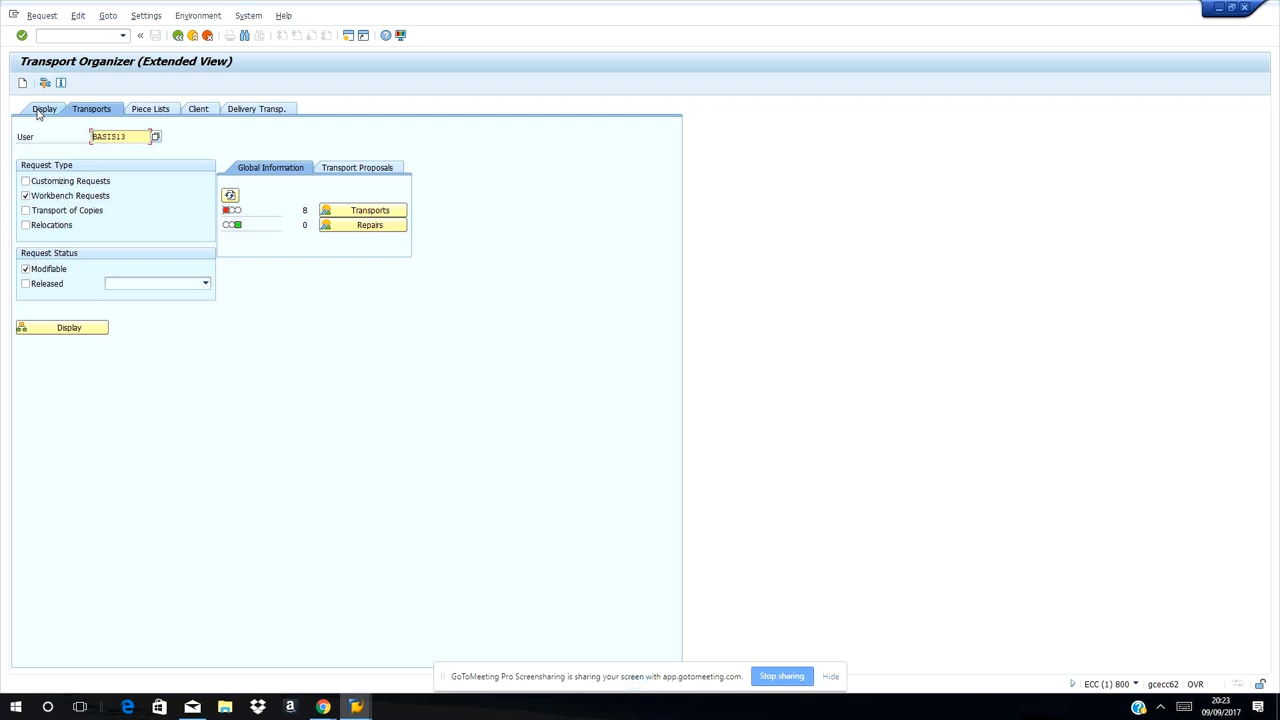 Request Edit Goto Settings Environment System Help
Transport Organizer (Extended View)
Display Transports Piece Lists Client Delivery Transp.
User BASIS13
Request Type
Global Information Transport Proposals
Customizing Requests
Workbench Requests
Transport of Copies
8 Transports
Relocations
0 Repairs
Request Status
Modifiable
Released
Display
GoToMeeting Pro Screensharing is sharing your screen with app.gotomeeting.com. Stop sharing Hide
ECC (1) 800 gcecc62 OVR
20:23
09/09/2017